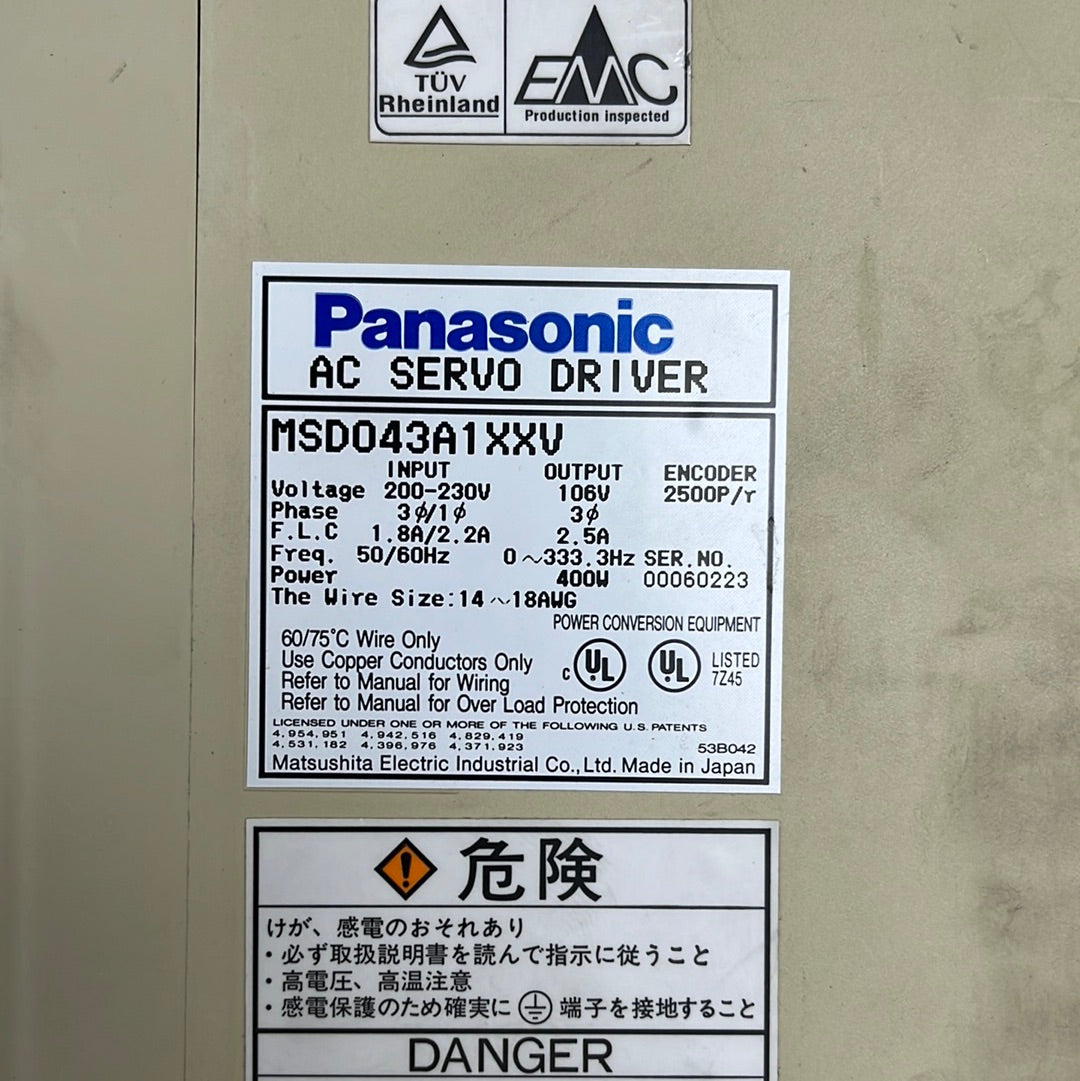 TÜV
Rheinland
EMC
Production inspected
Panasonic
AC SERVO DRIVER
MSD043A1XXV
INPUT OUTPUT ENCODER
Voltage 200-230V 106V 2500P/r
Phase 3ϕ/1ϕ 3ϕ
F.L.C 1.8A/2.2A 2.5A
Freq. 50/60Hz 0~333.3Hz SER.NO.
Power 400W 00060223
The Wire Size:14~18AWG
POWER CONVERSION EQUIPMENT
60/75°C Wire Only
Use Copper Conductors Only
Refer to Manual for Wiring
c UL UL LISTED
7Z45
Refer to Manual for Over Load Protection
LICENSED UNDER ONE OR MORE OF THE FOLLOWING U.S. PATENTS
4,954,951 4,942,516 4,829,419
4,531,182 4,396,976 4,371,923
53B042
Matsushita Electric Industrial Co.,Ltd. Made in Japan
危険
けが、感電のおそれあり
・必ず取扱説明書を読んで指示に従うこと
・高電圧、高温注意
・感電保護のため確実に⏚端子を接地すること
DANGER